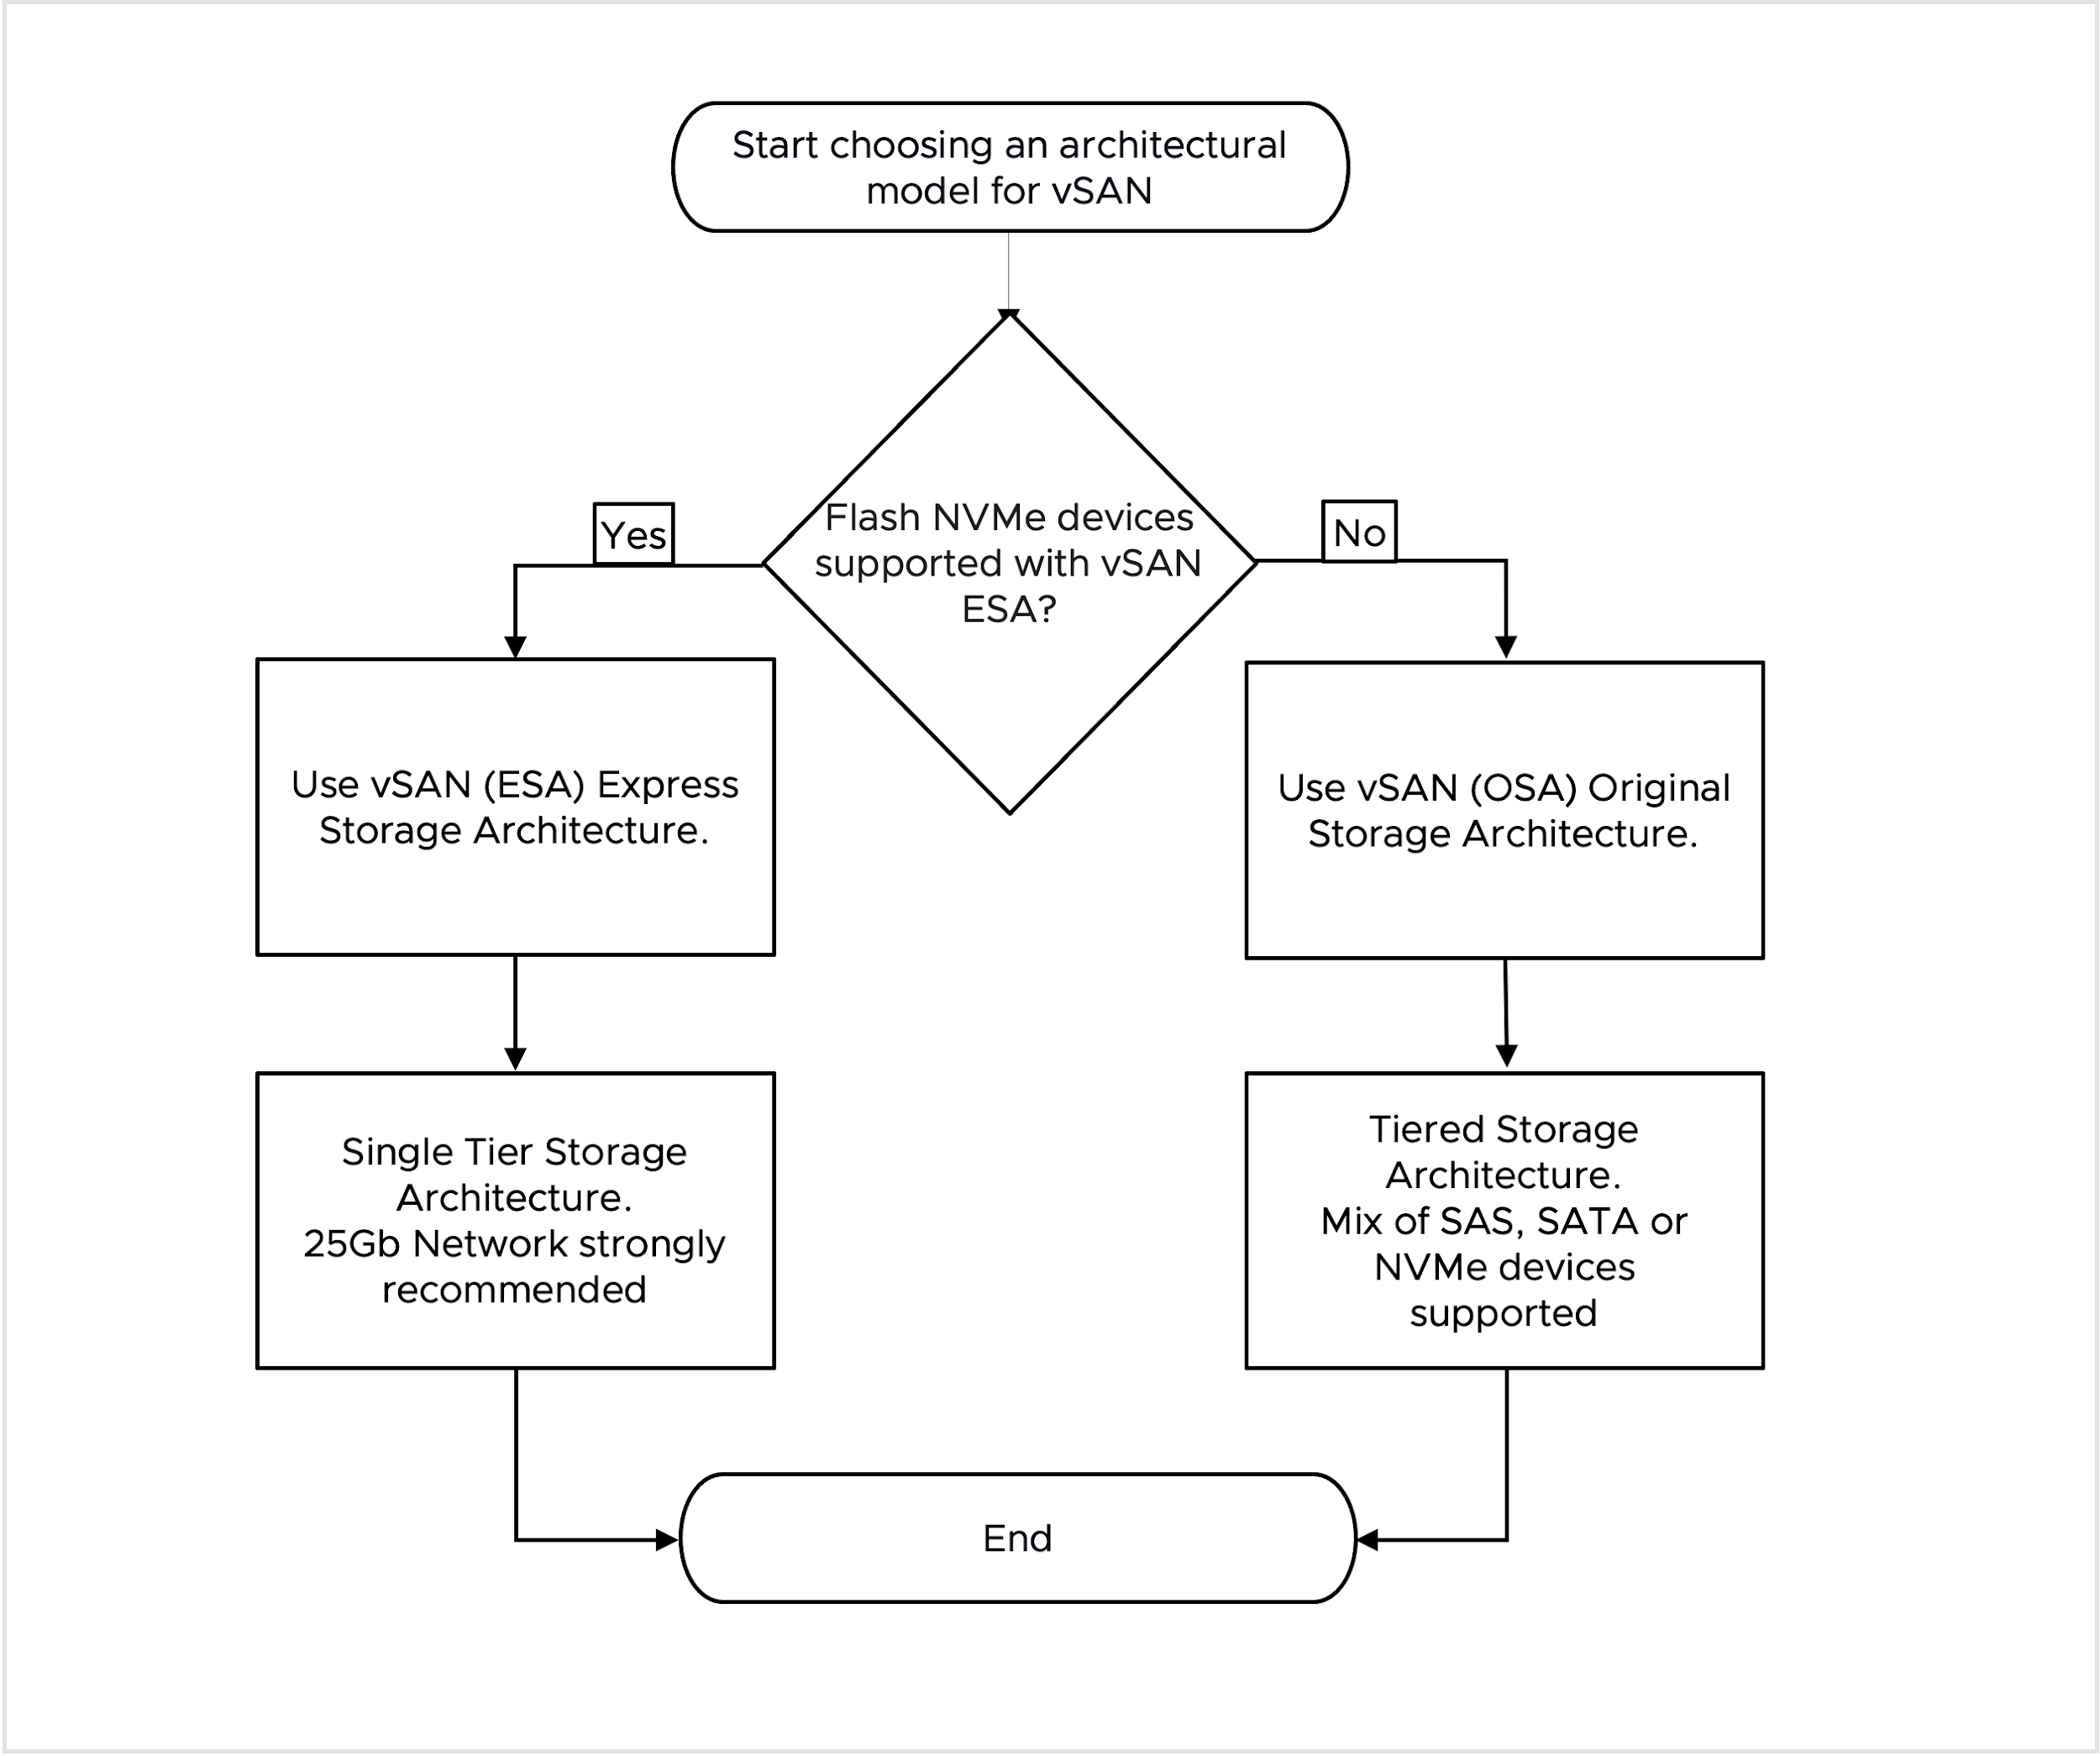 Start choosing an architectural
model for vSAN
Flash NVMe devices
supported with vSAN
ESA?
Yes
No
Use vSAN (ESA) Express
Storage Architecture.
Use vSAN (OSA) Original
Storage Architecture.
Single Tier Storage
Architecture.
25Gb Network strongly
recommended
Tiered Storage
Architecture.
Mix of SAS, SATA or
NVMe devices
supported
End